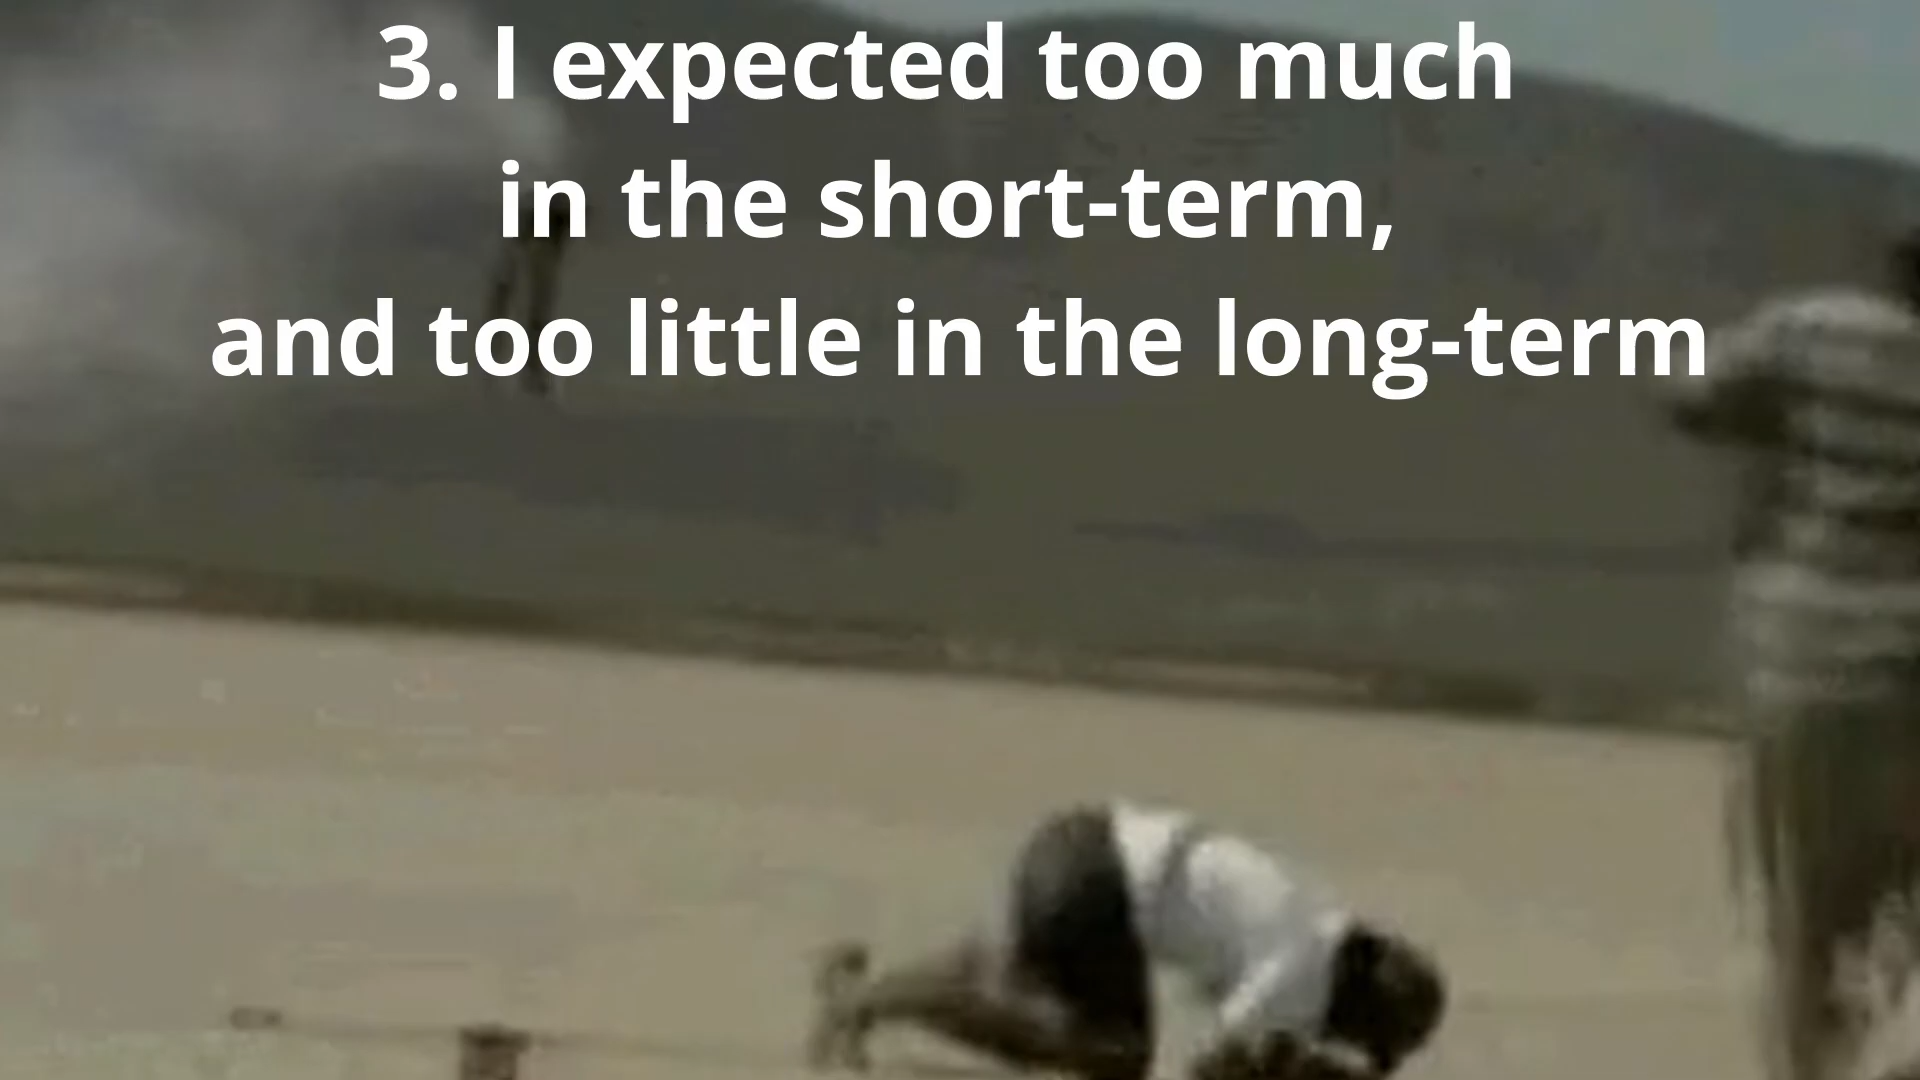 3. I expected too much
in the short-term,
and too little in the long-term